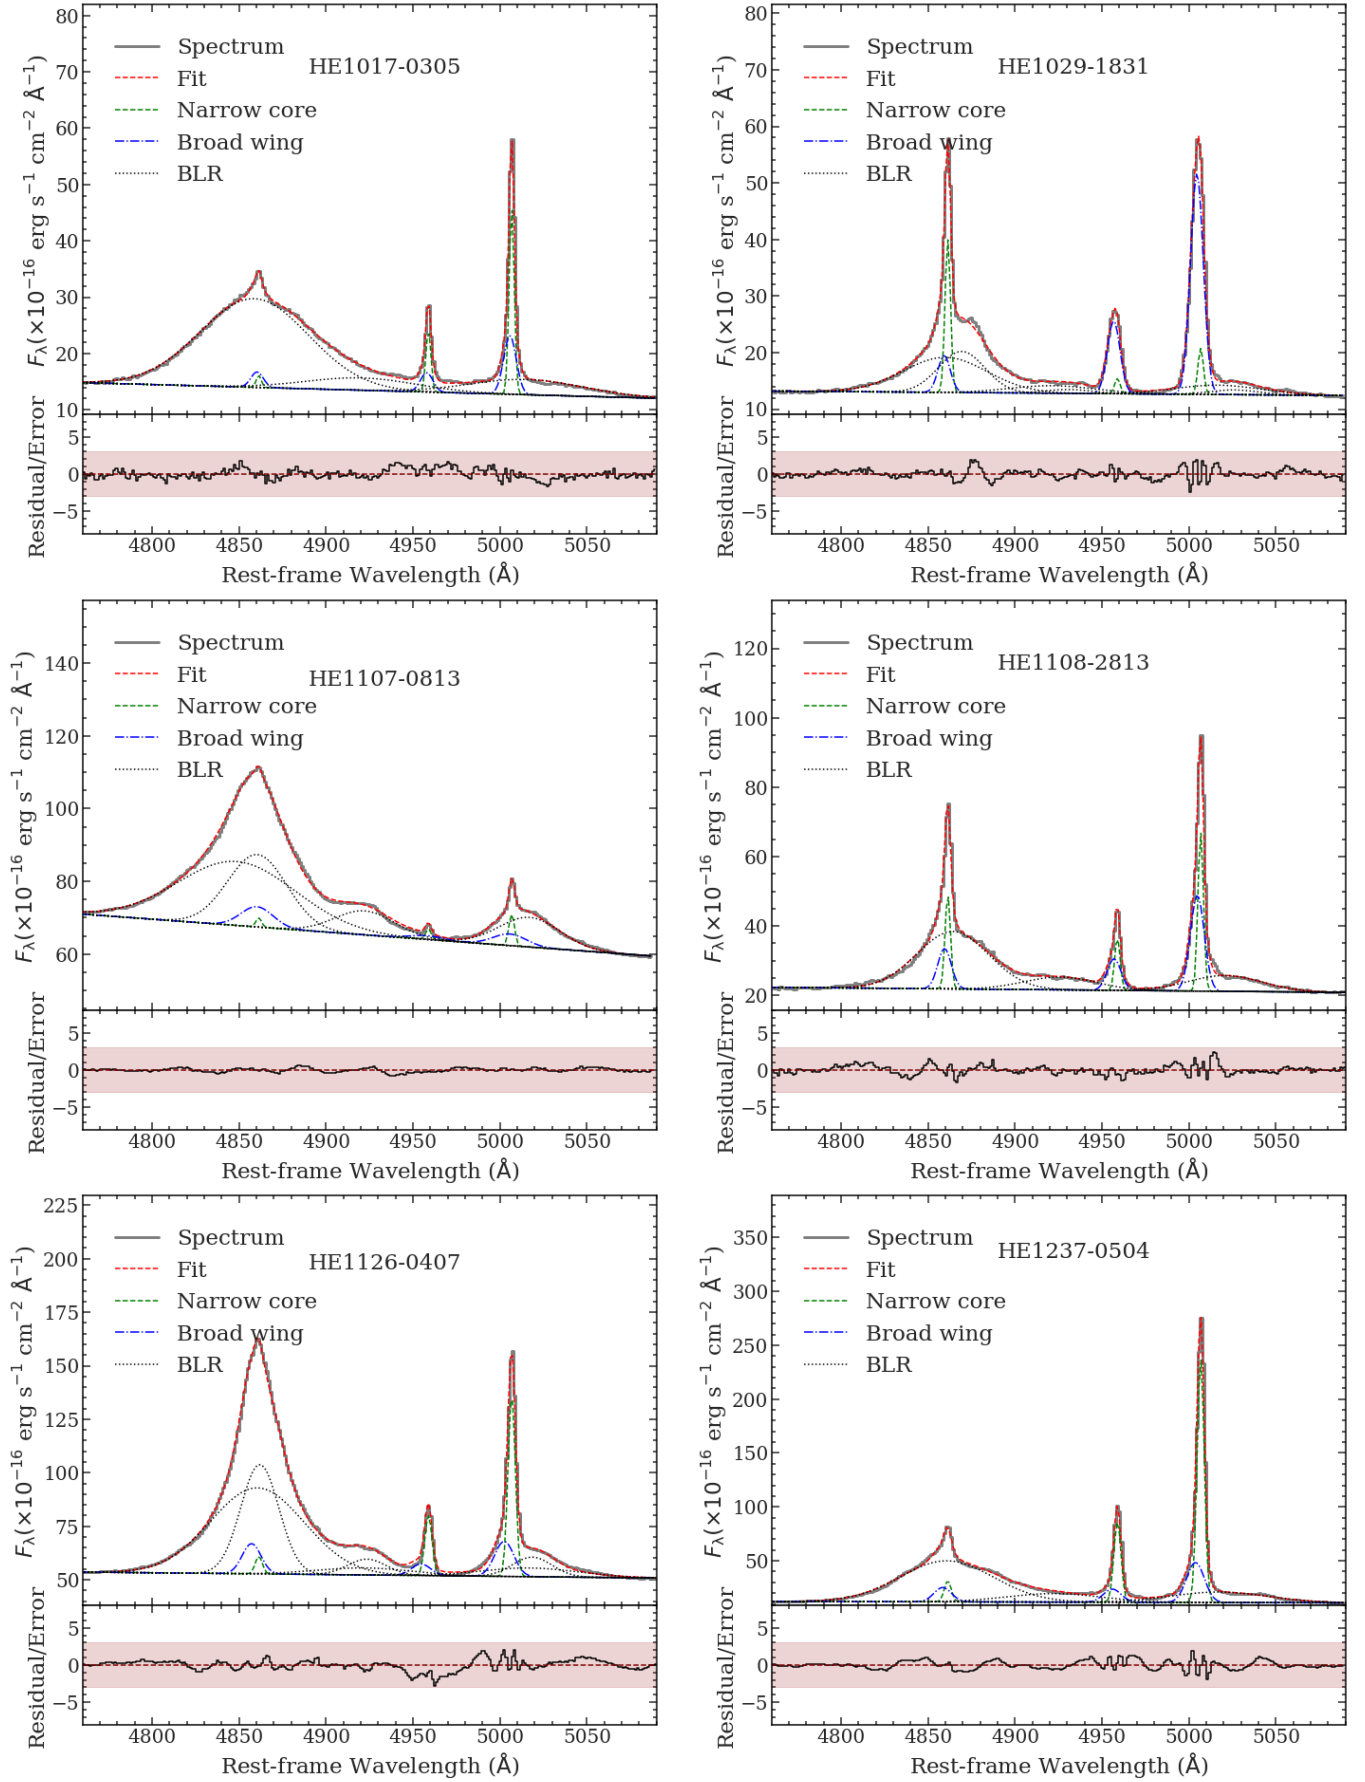 80
70
60
50
40
30
20
10
F_λ(×10⁻¹⁶ erg s⁻¹ cm⁻² Å⁻¹)
Spectrum
Fit
Narrow core
Broad wing
BLR
HE1017-0305
5
0
−5
Residual/Error
4800 4850 4900 4950 5000 5050
Rest-frame Wavelength (Å)
80
70
60
50
40
30
20
10
F_λ(×10⁻¹⁶ erg s⁻¹ cm⁻² Å⁻¹)
Spectrum
Fit
Narrow core
Broad wing
BLR
HE1029-1831
5
0
−5
Residual/Error
4800 4850 4900 4950 5000 5050
Rest-frame Wavelength (Å)
140
120
100
80
60
F_λ(×10⁻¹⁶ erg s⁻¹ cm⁻² Å⁻¹)
Spectrum
Fit
Narrow core
Broad wing
BLR
HE1107-0813
5
0
−5
Residual/Error
4800 4850 4900 4950 5000 5050
Rest-frame Wavelength (Å)
120
100
80
60
40
20
F_λ(×10⁻¹⁶ erg s⁻¹ cm⁻² Å⁻¹)
Spectrum
Fit
Narrow core
Broad wing
BLR
HE1108-2813
5
0
−5
Residual/Error
4800 4850 4900 4950 5000 5050
Rest-frame Wavelength (Å)
225
200
175
150
125
100
75
50
F_λ(×10⁻¹⁶ erg s⁻¹ cm⁻² Å⁻¹)
Spectrum
Fit
Narrow core
Broad wing
BLR
HE1126-0407
5
0
−5
Residual/Error
4800 4850 4900 4950 5000 5050
Rest-frame Wavelength (Å)
350
300
250
200
150
100
50
F_λ(×10⁻¹⁶ erg s⁻¹ cm⁻² Å⁻¹)
Spectrum
Fit
Narrow core
Broad wing
BLR
HE1237-0504
5
0
−5
Residual/Error
4800 4850 4900 4950 5000 5050
Rest-frame Wavelength (Å)